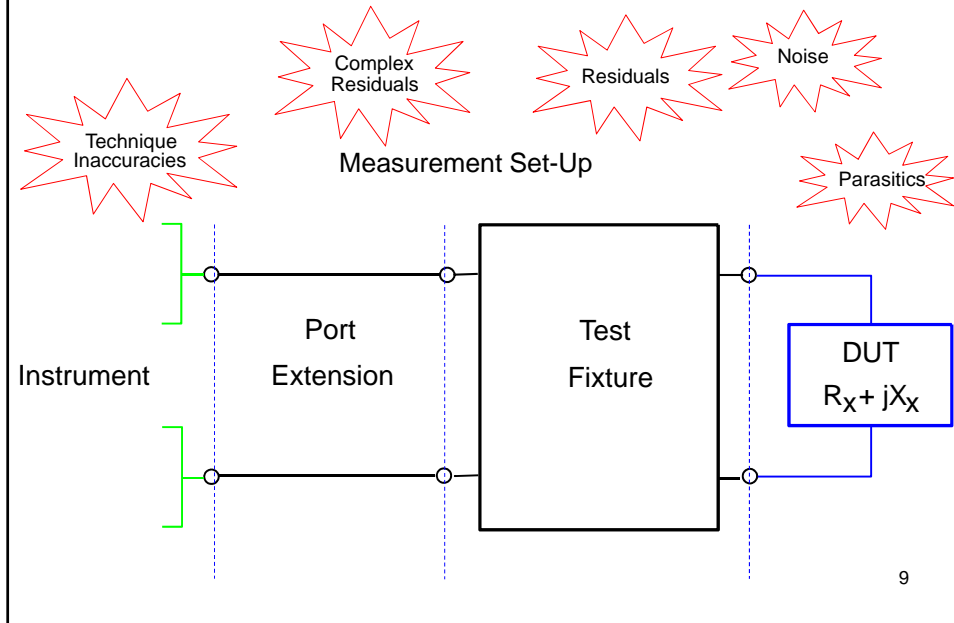 Complex
Residuals
Residuals
Noise
Technique
Inaccuracies
Measurement Set-Up
Parasitics
Instrument
Port
Extension
Test
Fixture
DUT
Rx+ jXx
9